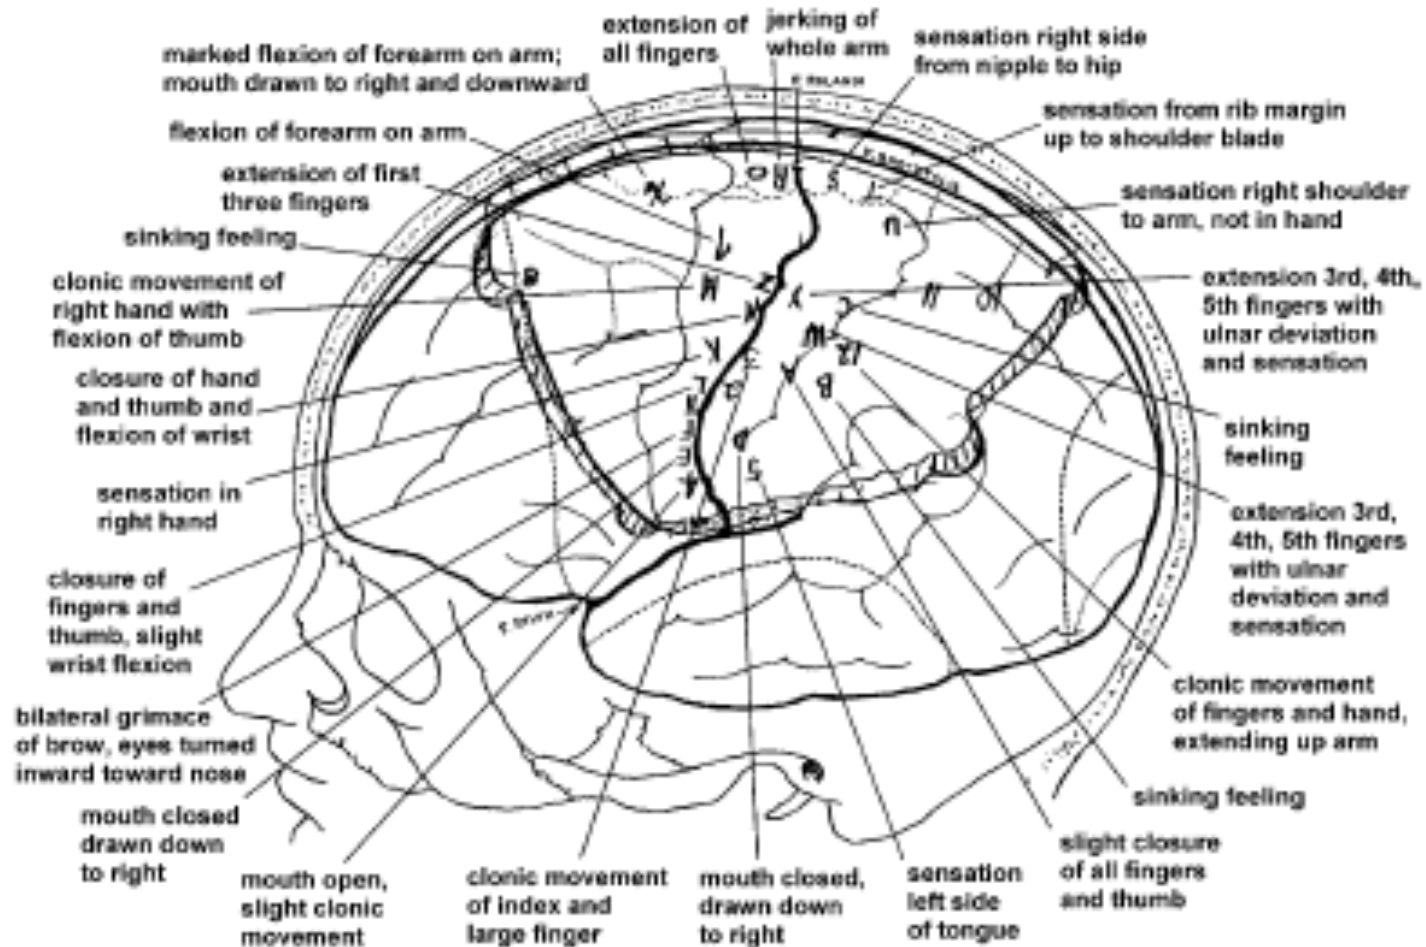 extension of
all fingers
jerking of
whole arm
sensation right side
from nipple to hip
marked flexion of forearm on arm;
mouth drawn to right and downward
F. ROLANDI
sensation from rib margin
up to shoulder blade
flexion of forearm on arm
extension of first
three fingers
sensation right shoulder
to arm, not in hand
sinking feeling
clonic movement of
right hand with
flexion of thumb
extension 3rd, 4th,
5th fingers with
ulnar deviation
and sensation
closure of hand
and thumb and
flexion of wrist
sinking
feeling
sensation in
right hand
extension 3rd,
4th, 5th fingers
with ulnar
deviation and
sensation
closure of
fingers and
thumb, slight
wrist flexion
clonic movement
of fingers and hand,
extending up arm
bilateral grimace
of brow, eyes turned
inward toward nose
sinking feeling
mouth closed
drawn down
to right
slight closure
of all fingers
and thumb
mouth open,
slight clonic
movement
clonic movement
of index and
large finger
mouth closed,
drawn down
to right
sensation
left side
of tongue
O
R
S
T
U
B
M
K
L
W
12
A
B
11
10
3
5